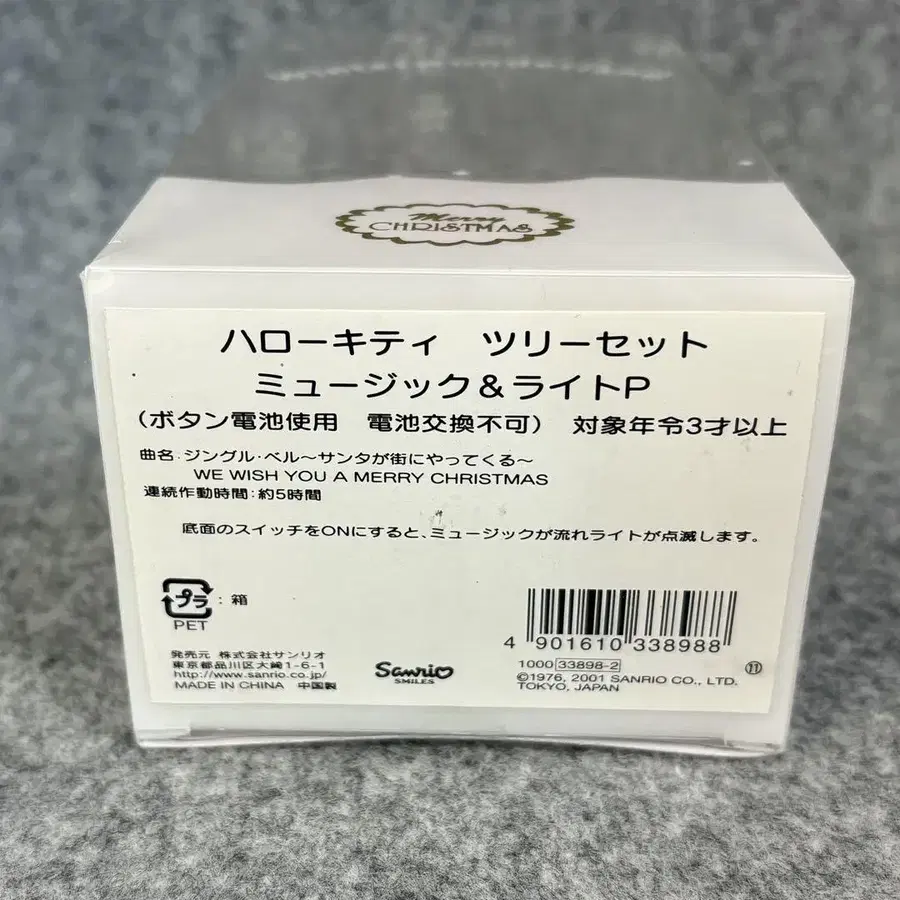 Merry
CHRISTMAS
ハローキティ　ツリーセット
ミュージック＆ライトP
（ボタン電池使用　電池交換不可）　対象年令3才以上
曲名：ジングル・ベル～サンタが街にやってくる～
WE WISH YOU A MERRY CHRISTMAS
連続作動時間：約5時間
底面のスイッチをONにすると、ミュージックが流れライトが点滅します。
プラ：箱
PET
発売元 株式会社サンリオ
東京都品川区大崎1-6-1
http://www.sanrio.co.jp/
MADE IN CHINA 中国製
Sanrio
SMILES
4 901610 338988
1000 33898-2
⑪
©1976, 2001 SANRIO CO., LTD.
TOKYO, JAPAN